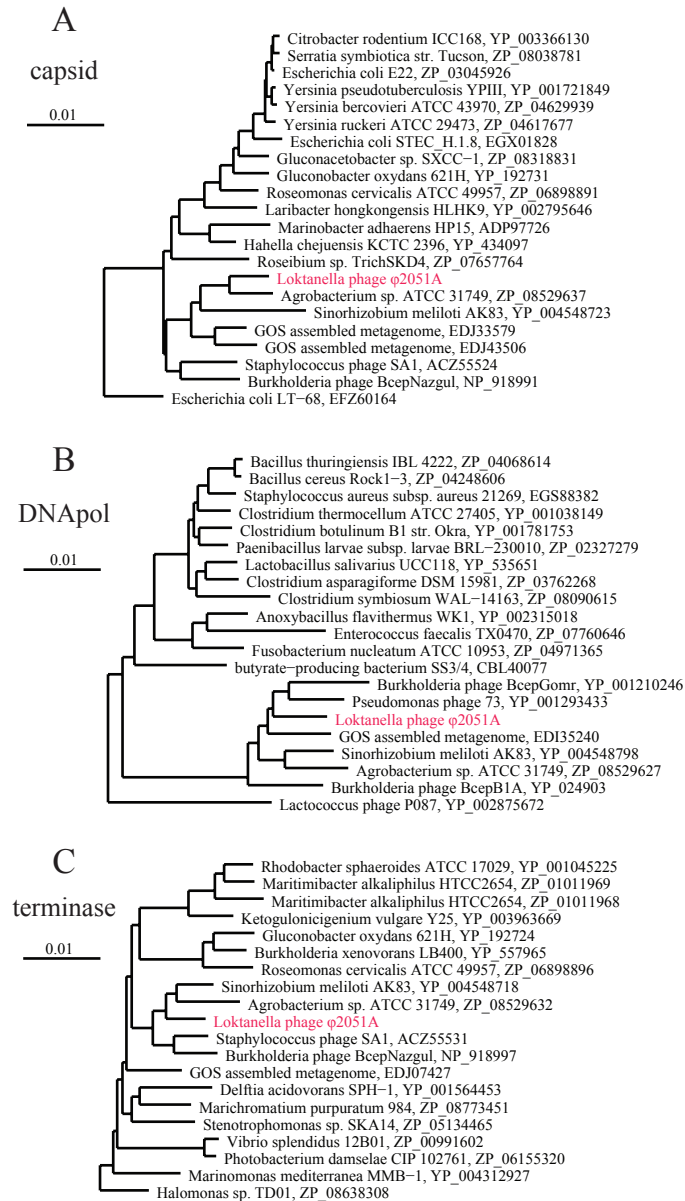 A
capsid
0.01
Citrobacter rodentium ICC168, YP_003366130
Serratia symbiotica str. Tucson, ZP_08038781
Escherichia coli E22, ZP_03045926
Yersinia pseudotuberculosis YPIII, YP_001721849
Yersinia bercovieri ATCC 43970, ZP_04629939
Yersinia ruckeri ATCC 29473, ZP_04617677
Escherichia coli STEC_H.1.8, EGX01828
Gluconacetobacter sp. SXCC−1, ZP_08318831
Gluconobacter oxydans 621H, YP_192731
Roseomonas cervicalis ATCC 49957, ZP_06898891
Laribacter hongkongensis HLHK9, YP_002795646
Marinobacter adhaerens HP15, ADP97726
Hahella chejuensis KCTC 2396, YP_434097
Roseibium sp. TrichSKD4, ZP_07657764
Loktanella phage φ2051A
Agrobacterium sp. ATCC 31749, ZP_08529637
Sinorhizobium meliloti AK83, YP_004548723
GOS assembled metagenome, EDJ33579
GOS assembled metagenome, EDJ43506
Staphylococcus phage SA1, ACZ55524
Burkholderia phage BcepNazgul, NP_918991
Escherichia coli LT−68, EFZ60164
B
DNApol
0.01
Bacillus thuringiensis IBL 4222, ZP_04068614
Bacillus cereus Rock1−3, ZP_04248606
Staphylococcus aureus subsp. aureus 21269, EGS88382
Clostridium thermocellum ATCC 27405, YP_001038149
Clostridium botulinum B1 str. Okra, YP_001781753
Paenibacillus larvae subsp. larvae BRL−230010, ZP_02327279
Lactobacillus salivarius UCC118, YP_535651
Clostridium asparagiforme DSM 15981, ZP_03762268
Clostridium symbiosum WAL−14163, ZP_08090615
Anoxybacillus flavithermus WK1, YP_002315018
Enterococcus faecalis TX0470, ZP_07760646
Fusobacterium nucleatum ATCC 10953, ZP_04971365
butyrate−producing bacterium SS3/4, CBL40077
Burkholderia phage BcepGomr, YP_001210246
Pseudomonas phage 73, YP_001293433
Loktanella phage φ2051A
GOS assembled metagenome, EDI35240
Sinorhizobium meliloti AK83, YP_004548798
Agrobacterium sp. ATCC 31749, ZP_08529627
Burkholderia phage BcepB1A, YP_024903
Lactococcus phage P087, YP_002875672
C
terminase
0.01
Rhodobacter sphaeroides ATCC 17029, YP_001045225
Maritimibacter alkaliphilus HTCC2654, ZP_01011969
Maritimibacter alkaliphilus HTCC2654, ZP_01011968
Ketogulonicigenium vulgare Y25, YP_003963669
Gluconobacter oxydans 621H, YP_192724
Burkholderia xenovorans LB400, YP_557965
Roseomonas cervicalis ATCC 49957, ZP_06898896
Sinorhizobium meliloti AK83, YP_004548718
Agrobacterium sp. ATCC 31749, ZP_08529632
Loktanella phage φ2051A
Staphylococcus phage SA1, ACZ55531
Burkholderia phage BcepNazgul, NP_918997
GOS assembled metagenome, EDJ07427
Delftia acidovorans SPH−1, YP_001564453
Marichromatium purpuratum 984, ZP_08773451
Stenotrophomonas sp. SKA14, ZP_05134465
Vibrio splendidus 12B01, ZP_00991602
Photobacterium damselae CIP 102761, ZP_06155320
Marinomonas mediterranea MMB−1, YP_004312927
Halomonas sp. TD01, ZP_08638308